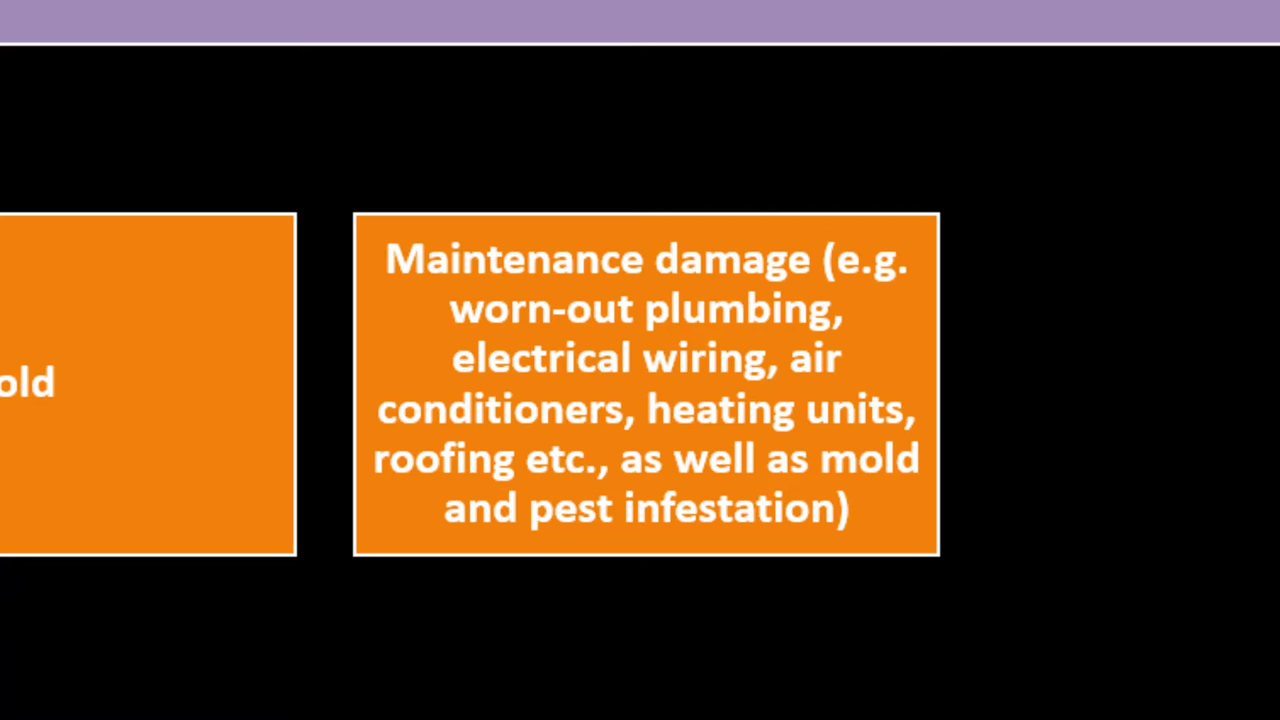 Maintenance damage (e.g.
worn-out plumbing,
electrical wiring, air
old
conditioners, heating units,
roofing etc., as well as mold
and pest infestation)